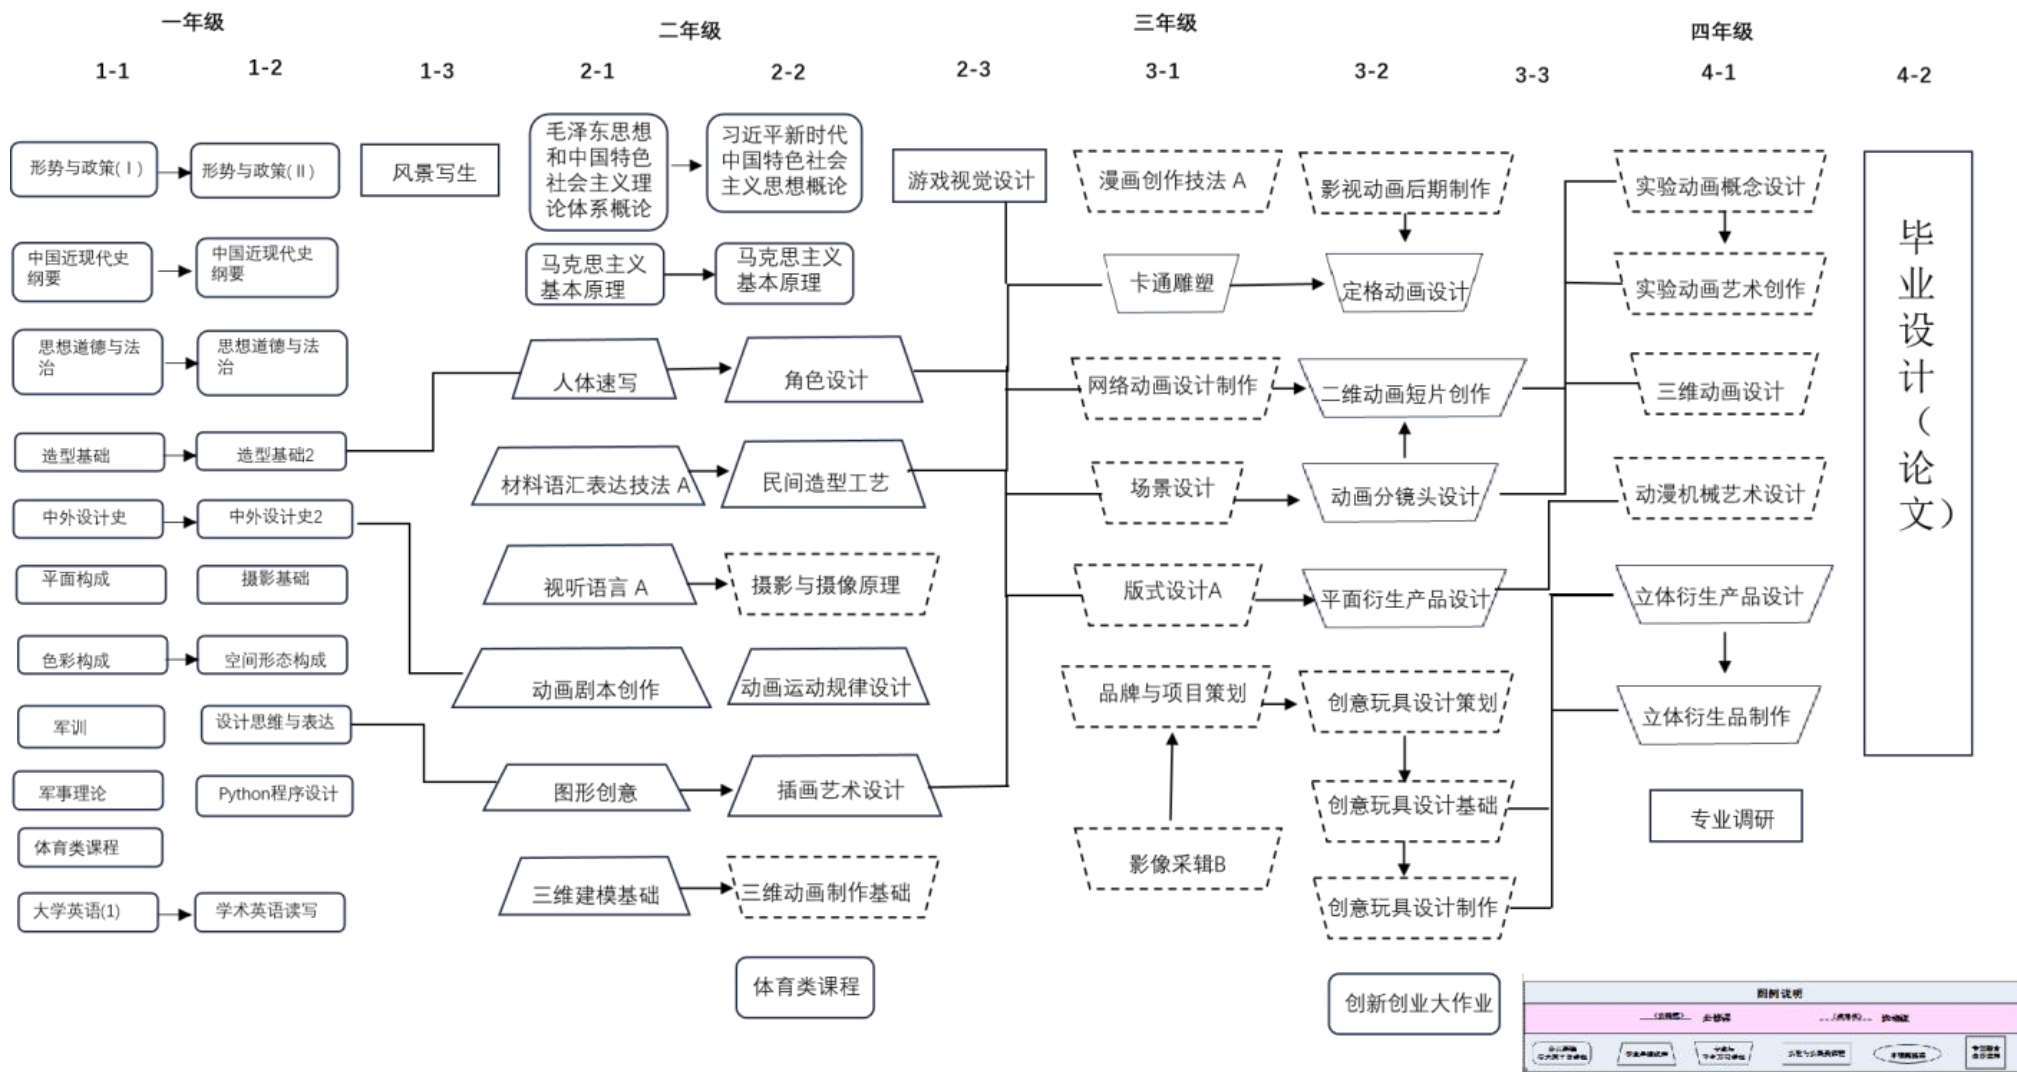 一年级
二年级
三年级
四年级
1-1
1-2
1-3
2-1
2-2
2-3
3-1
3-2
3-3
4-1
4-2
形势与政策(Ⅰ)
中国近现代史
纲要
思想道德与法
治
造型基础
中外设计史
平面构成
色彩构成
军训
军事理论
体育类课程
大学英语(1)
形势与政策(Ⅱ)
中国近现代史
纲要
思想道德与法
治
造型基础2
中外设计史2
摄影基础
空间形态构成
设计思维与表达
Python程序设计
学术英语读写
风景写生
毛泽东思想
和中国特色
社会主义理
论体系概论
马克思主义
基本原理
人体速写
材料语汇表达技法 A
视听语言 A
动画剧本创作
图形创意
三维建模基础
习近平新时代
中国特色社会
主义思想概论
马克思主义
基本原理
角色设计
民间造型工艺
摄影与摄像原理
动画运动规律设计
插画艺术设计
三维动画制作基础
体育类课程
游戏视觉设计
漫画创作技法 A
卡通雕塑
网络动画设计制作
场景设计
版式设计A
品牌与项目策划
影像采辑B
影视动画后期制作
定格动画设计
二维动画短片创作
动画分镜头设计
平面衍生产品设计
创意玩具设计策划
创意玩具设计基础
创意玩具设计制作
创新创业大作业
实验动画概念设计
实验动画艺术创作
三维动画设计
动漫机械艺术设计
立体衍生产品设计
立体衍生品制作
专业调研
毕业设计（论文）
图例说明
必修课